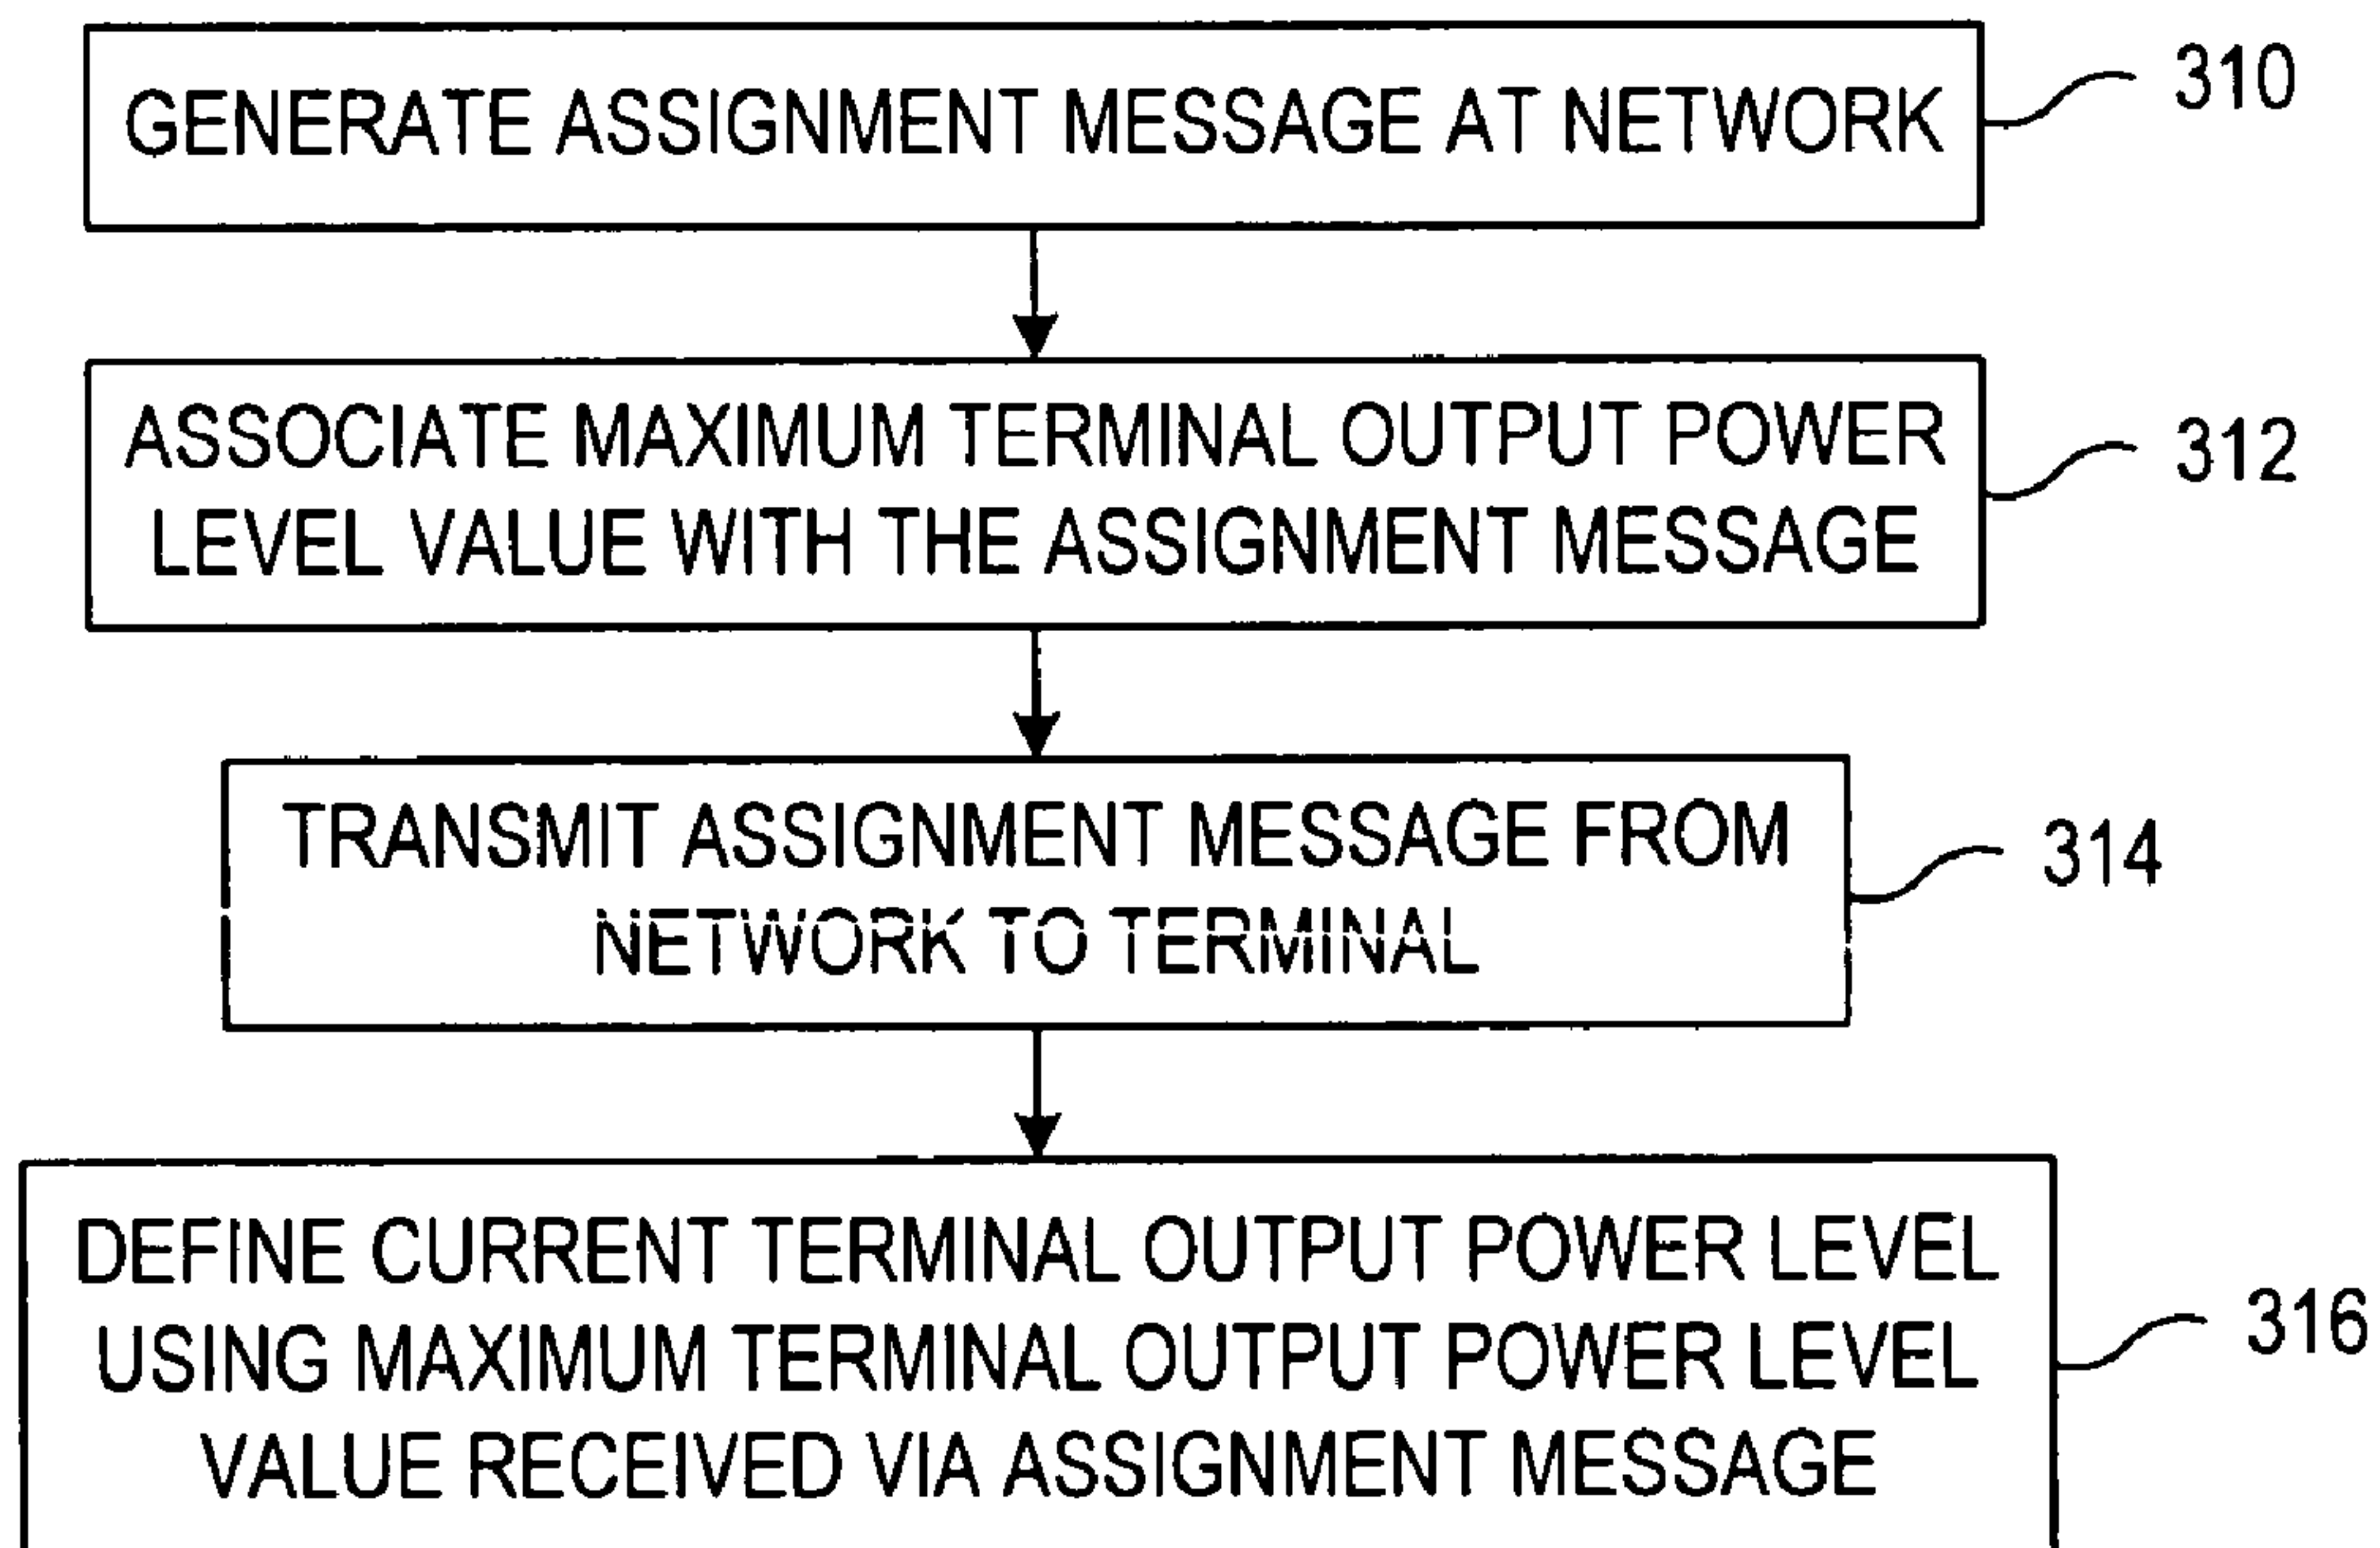 GENERATE ASSIGNMENT MESSAGE AT NETWORK
310
ASSOCIATE MAXIMUM TERMINAL OUTPUT POWER
LEVEL VALUE WITH THE ASSIGNMENT MESSAGE
312
TRANSMIT ASSIGNMENT MESSAGE FROM
NETWORK TO TERMINAL
314
DEFINE CURRENT TERMINAL OUTPUT POWER LEVEL
USING MAXIMUM TERMINAL OUTPUT POWER LEVEL
VALUE RECEIVED VIA ASSIGNMENT MESSAGE
316